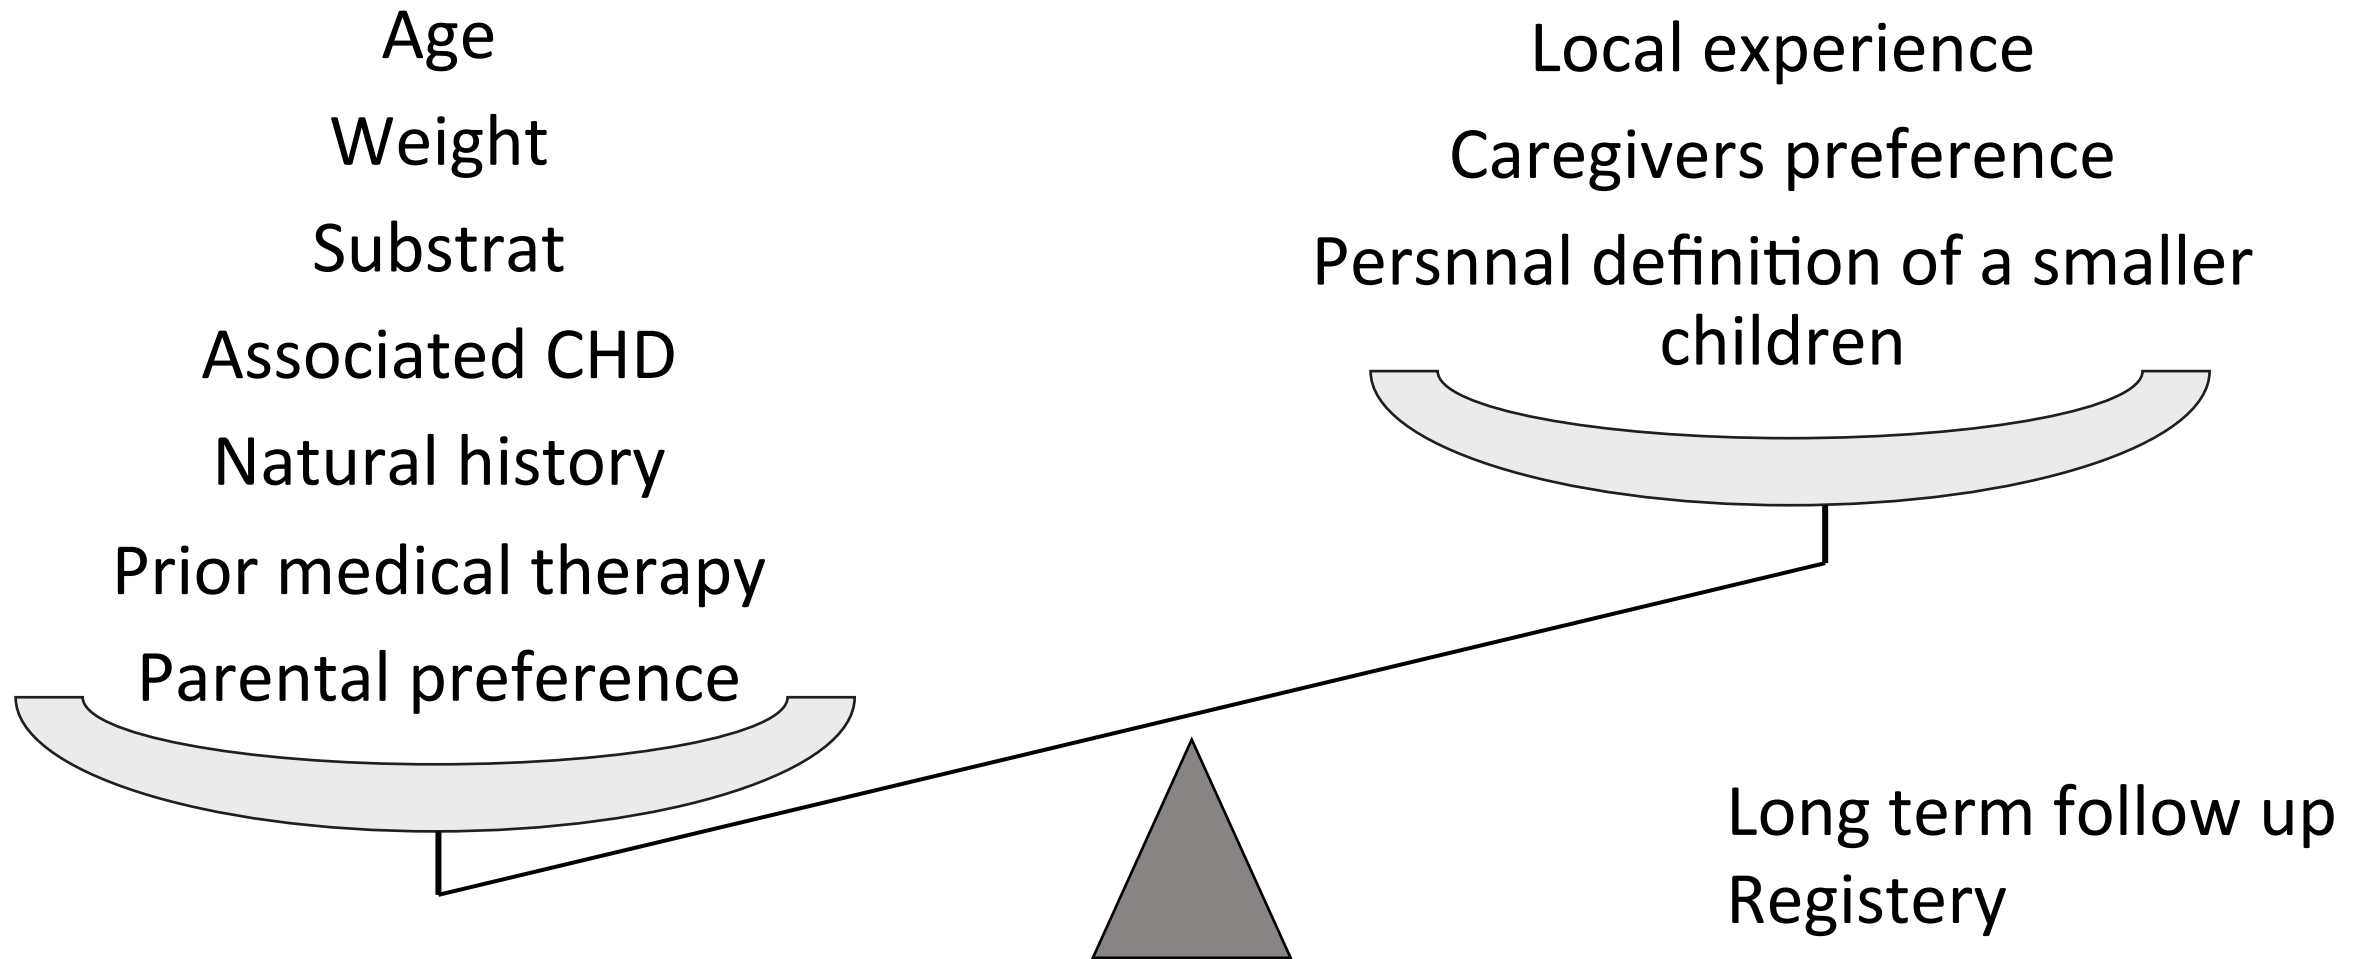 Age
Weight
Substrat
Associated CHD
Natural history
Prior medical therapy
Parental preference
Local experience
Caregivers preference
Persnnal definition of a smaller
children
Long term follow up
Registery